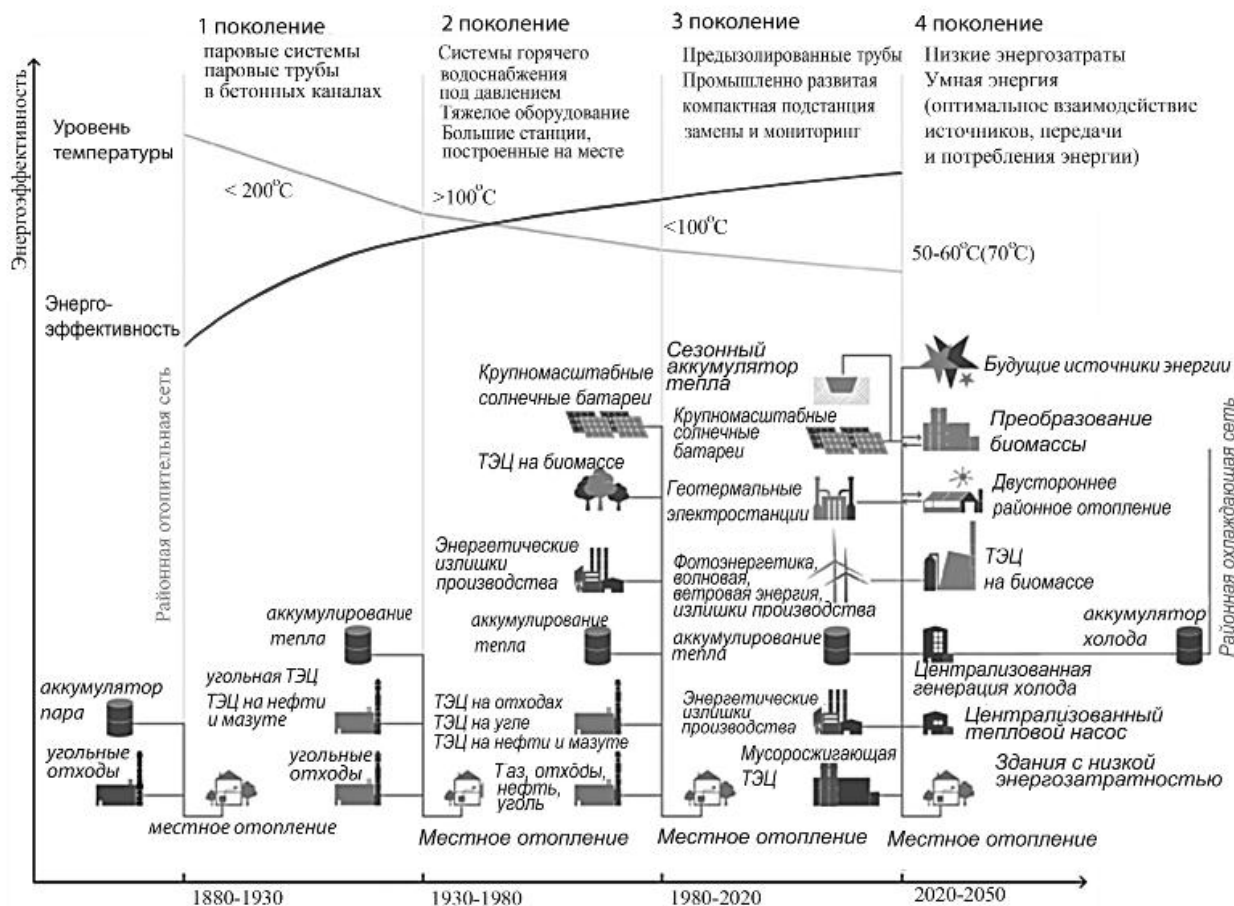 1 поколение
паровые системы
паровые трубы
в бетонных каналах
2 поколение
Системы горячего
водоснабжения
под давлением
Тяжелое оборудование
Большие станции,
построенные на месте
3 поколение
Предызолированные трубы
Промышленно развитая
компактная подстанция
замены и мониторинг
4 поколение
Низкие энергозатраты
Умная энергия
(оптимальное взаимодействие
источников, передачи
и потребления энергии)
Энергоэффективность
Уровень
температуры
< 200°C
>100°C
<100°C
50-60°C(70°C)
Энерго-
эффективность
Районная отопительная сеть
аккумулятор
пара
угольные
отходы
местное отопление
аккумулирование
тепла
угольная ТЭЦ
ТЭЦ на нефти
и мазуте
угольные
отходы
Местное отопление
Крупномасштабные
солнечные батареи
ТЭЦ на биомассе
Энергетические
излишки
производства
аккумулирование
тепла
ТЭЦ на отходах
ТЭЦ на угле
ТЭЦ на нефти и мазуте
Таз, отхōды,
нефть,
уголь
Местное отопление
Сезонный
аккумулятор
тепла
Крупномасштабные
солнечные
батареи
Геотермальные
электростанции
Фотоэнергетика,
волновая,
ветровая энергия,
излишки производства
аккумулирование
тепла
Энергетические
излишки
производства
Мусоросжигающая
ТЭЦ
Местное отопление
Будущие источники энергии
Преобразование
биомассы
Двустороннее
районное отопление
ТЭЦ
на биомассе
аккумулятор
холода
Централизованная
генерация холода
Централизованный
тепловой насос
Здания с низкой
энергозатратностью
Районная охлаждающая сеть
1880-1930
1930-1980
1980-2020
2020-2050